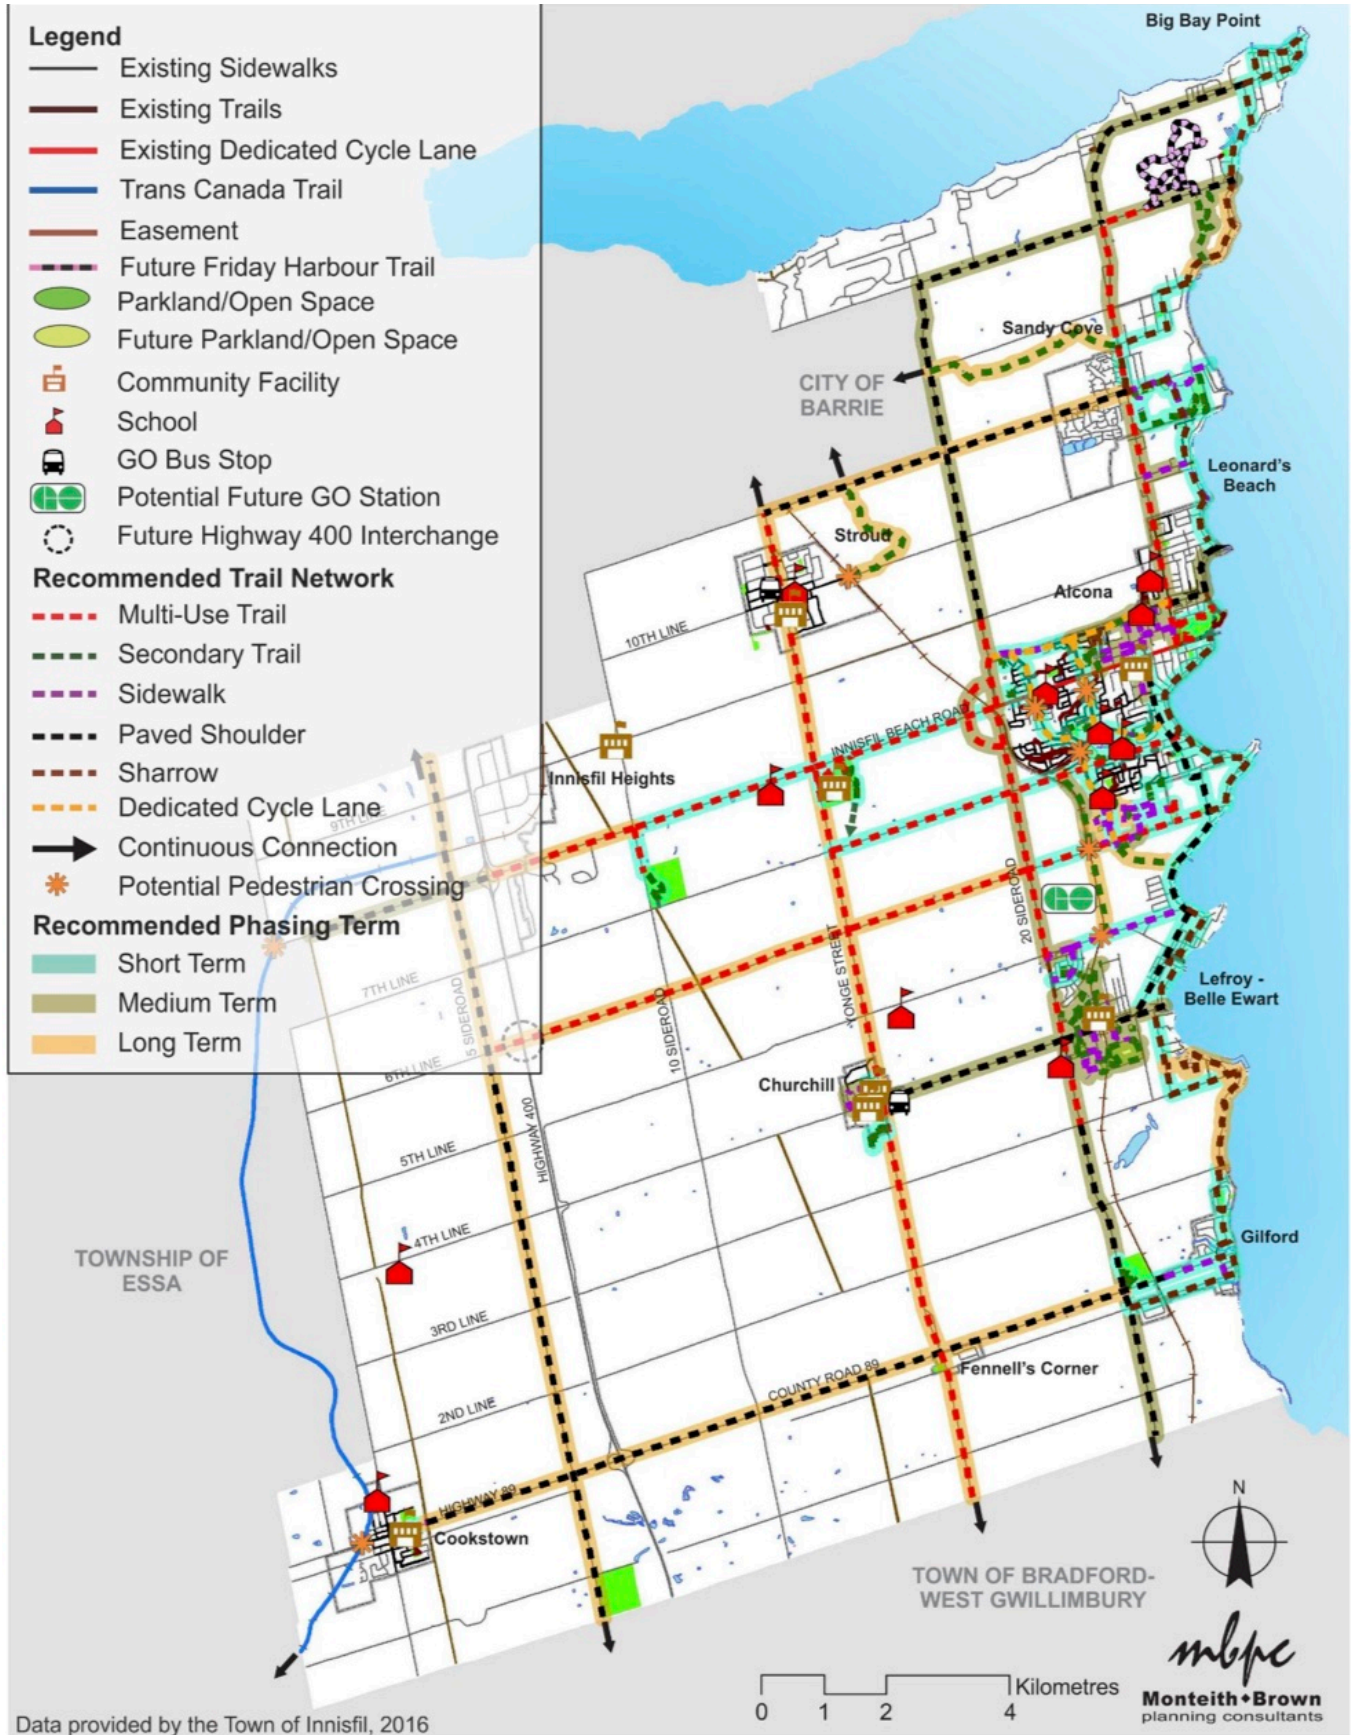 Legend
Existing Sidewalks
Existing Trails
Existing Dedicated Cycle Lane
Trans Canada Trail
Easement
Future Friday Harbour Trail
Parkland/Open Space
Future Parkland/Open Space
Community Facility
School
GO Bus Stop
GO
Potential Future GO Station
Future Highway 400 Interchange
Recommended Trail Network
Multi-Use Trail
Secondary Trail
Sidewalk
Paved Shoulder
Sharrow
Dedicated Cycle Lane
Continuous Connection
Potential Pedestrian Crossing
Recommended Phasing Term
Short Term
Medium Term
Long Term
Big Bay Point
Sandy Cove
CITY OF
BARRIE
Leonard's
Beach
Stroud
Alcona
10TH LINE
INNISFIL BEACH ROAD
Innisfil Heights
9TH LINE
20 SIDEROAD
GO
7TH LINE
5 SIDEROAD
10 SIDEROAD
YONGE STREET
Lefroy -
Belle Ewart
6TH LINE
Churchill
HIGHWAY 400
5TH LINE
4TH LINE
TOWNSHIP OF
ESSA
Gilford
3RD LINE
Fennell's Corner
COUNTY ROAD 89
2ND LINE
HIGHWAY 89
Cookstown
N
TOWN OF BRADFORD-
WEST GWILLIMBURY
mbpc
Monteith Brown
planning consultants
Kilometres
0 1 2 4
Data provided by the Town of Innisfil, 2016